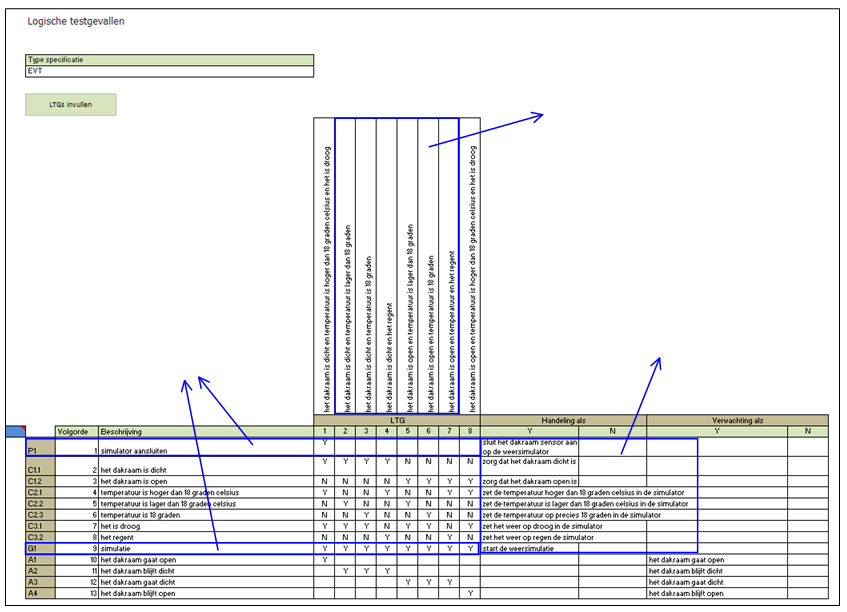 Logische testgevallen
Type specificatie
EVT
LTGs invullen
het dakraam is dicht en temperatuur is hoger dan 18 graden celsius en het is droog
het dakraam is dicht en temperatuur is lager dan 18 graden
het dakraam is dicht en temperatuur is 18 graden
het dakraam is dicht en het regent
het dakraam is open en temperatuur is lager dan 18 graden
het dakraam is open en temperatuur is 18 graden
het dakraam is open en temperatuur en het regent
het dakraam is open en temperatuur is hoger dan 18 graden celsius en het is droog
LTG Handeling als Verwachting als
Volgorde Beschrijving 1 2 3 4 5 6 7 8 Y N Y N
P1 1 simulator aansluiten Y sluit het dakraam sensor aan
op de weersimulator
C1.1 2 het dakraam is dicht Y Y Y Y N N N N zorg dat het dakraam dicht is
C1.2 3 het dakraam is open N N N N Y Y Y Y zorg dat het dakraam open is
C2.1 4 temperatuur is hoger dan 18 graden celsius Y N N Y N N Y Y zet de temperatuur hoger dan 18 graden celsius in de simulator
C2.2 5 temperatuur is lager dan 18 graden celsius N Y N N Y N N N zet de temperatuur is lager dan 18 graden celsius in de simulator
C2.3 6 temperatuur is 18 graden N N Y N N Y N N zet de temperatuur op precies 18 graden in de simulator
C3.1 7 het is droog Y Y Y N Y Y N Y zet het weer op droog in de simulator
C3.2 8 het regent N N N Y N N Y N zet het weer op regen de simulator
G1 9 simulatie Y Y Y Y Y Y Y Y start de weersimulatie
A1 10 het dakraam gaat open Y het dakraam gaat open
A2 11 het dakraam blijft dicht Y Y Y het dakraam blijft dicht
A3 12 het dakraam gaat dicht Y Y Y het dakraam gaat dicht
A4 13 het dakraam blijft open Y het dakraam blijft open